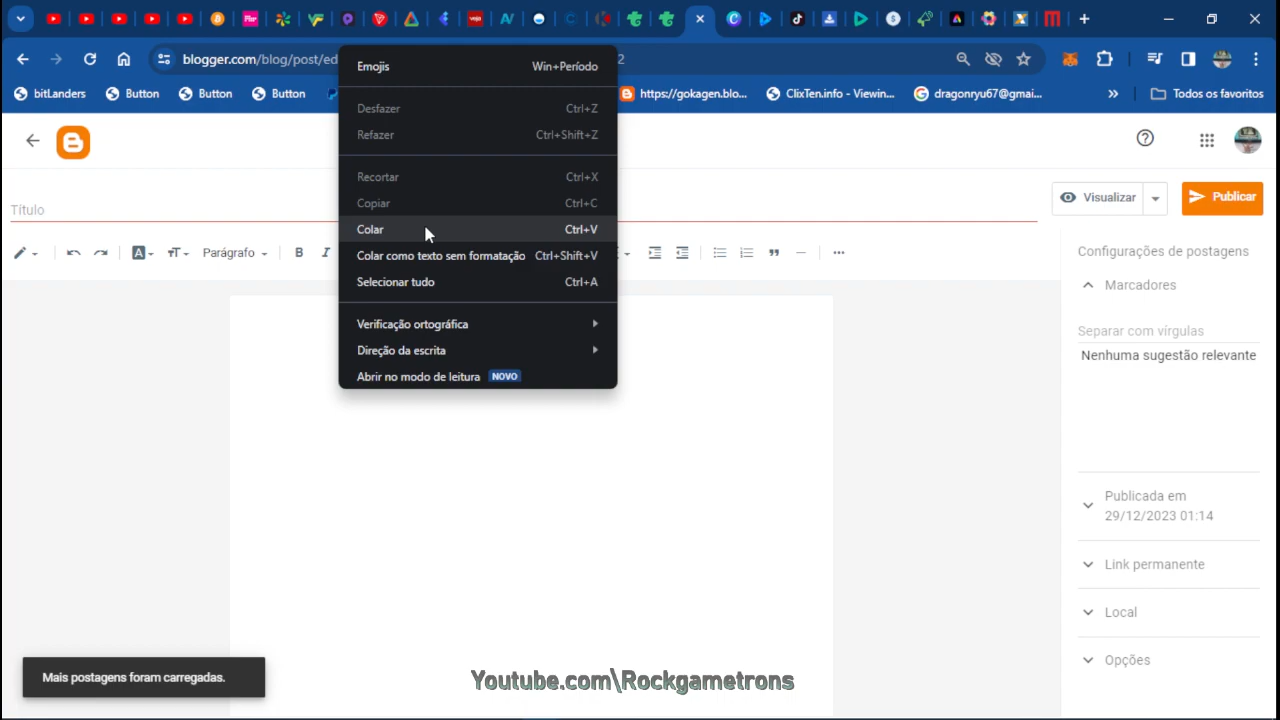 blogger.com/blog/post/ed
2
bitLanders
Button
Button
Button
https://gokagen.blo...
ClixTen.info - Viewin...
dragonryu67@gmai...
»
Todos os favoritos
Emojis Win+Período
Desfazer Ctrl+Z
Refazer Ctrl+Shift+Z
Recortar Ctrl+X
Copiar Ctrl+C
Colar Ctrl+V
Colar como texto sem formatação Ctrl+Shift+V
Selecionar tudo Ctrl+A
Verificação ortográfica
Direção da escrita
Abrir no modo de leitura NOVO
Título
Visualizar
Publicar
Parágrafo
B
I
Configurações de postagens
Marcadores
Separar com vírgulas
Nenhuma sugestão relevante
Publicada em
29/12/2023 01:14
Link permanente
Local
Opções
Mais postagens foram carregadas.
Youtube.com\Rockgametrons